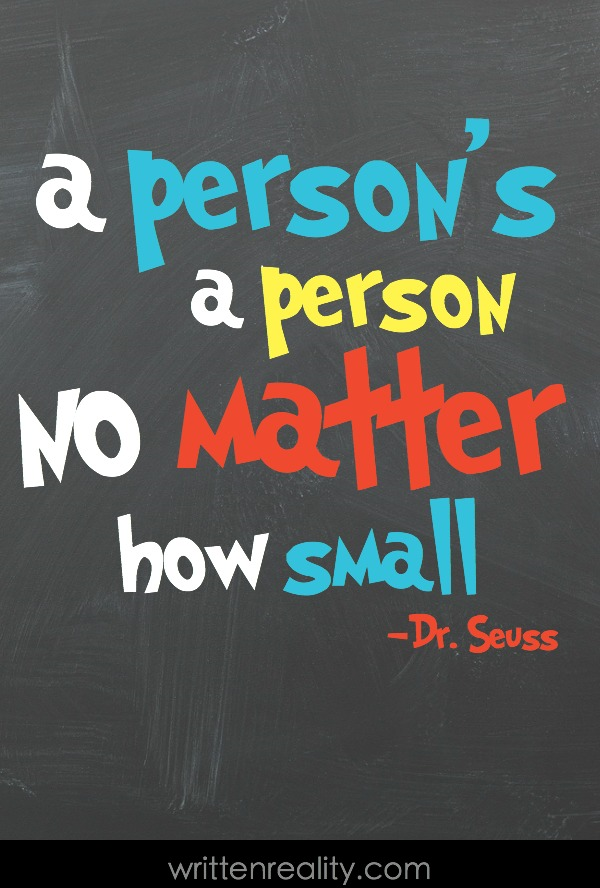 a person's
a person
No Matter
how small
-Dr. Seuss
writtenreality.com